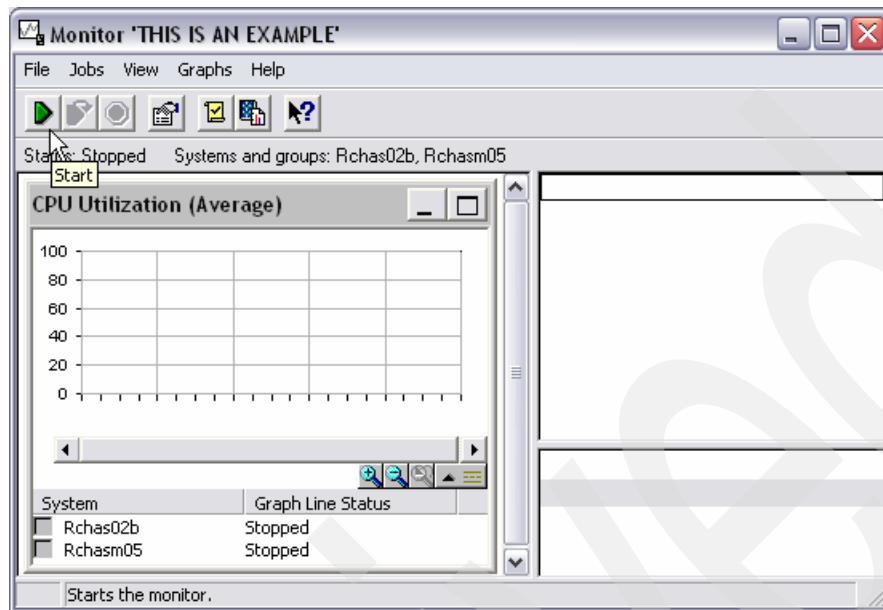 Monitor 'THIS IS AN EXAMPLE'
File Jobs View Graphs Help
Stopped Systems and groups: Rchas02b, Rchasm05
Start
CPU Utilization (Average)
100
80
60
40
20
0
System Graph Line Status
Rchas02b Stopped
Rchasm05 Stopped
Starts the monitor.